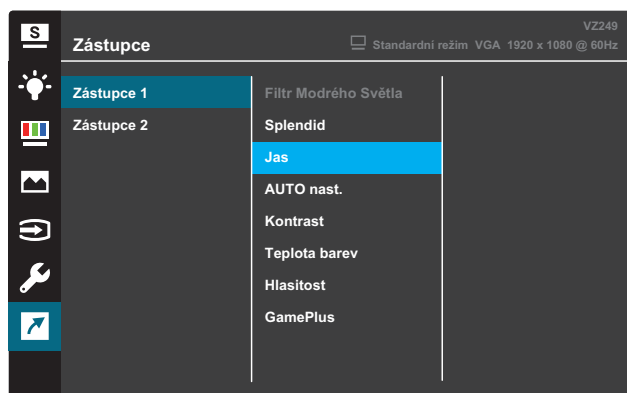 S
VZ249
Zástupce
Standardni režim VGA 1920 x 1080 @ 60Hz
Zástupce 1
Zástupce 2
Filtr Modrého Světla
Splendid
Jas
AUTO nast.
Kontrast
Teplota barev
Hlasitost
GamePlus